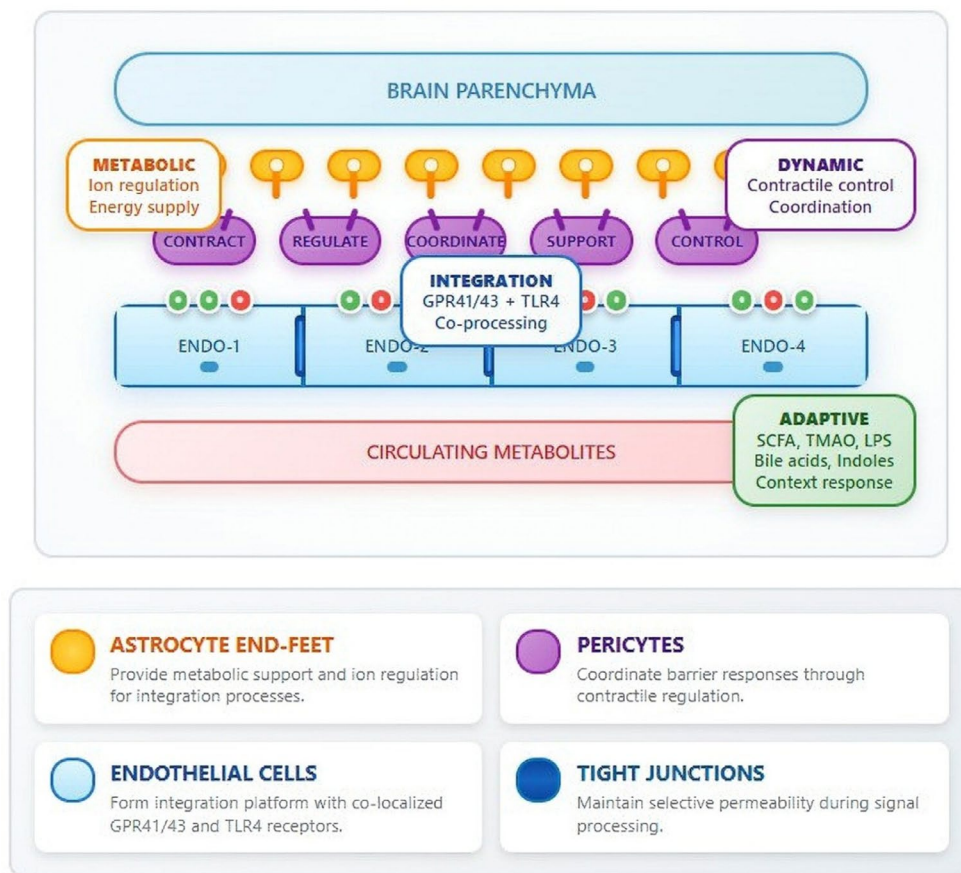 BRAIN PARENCHYMA
METABOLIC
Ion regulation
Energy supply
DYNAMIC
Contractile control
Coordination
CONTRACT
REGULATE
COORDINATE
SUPPORT
CONTROL
INTEGRATION
GPR41/43 + TLR4
Co-processing
ENDO-1
ENDO-2
ENDO-3
ENDO-4
CIRCULATING METABOLITES
ADAPTIVE
SCFA, TMAO, LPS
Bile acids, Indoles
Context response
ASTROCYTE END-FEET
Provide metabolic support and ion regulation
for integration processes.
PERICYTES
Coordinate barrier responses through
contractile regulation.
ENDOTHELIAL CELLS
Form integration platform with co-localized
GPR41/43 and TLR4 receptors.
TIGHT JUNCTIONS
Maintain selective permeability during signal
processing.